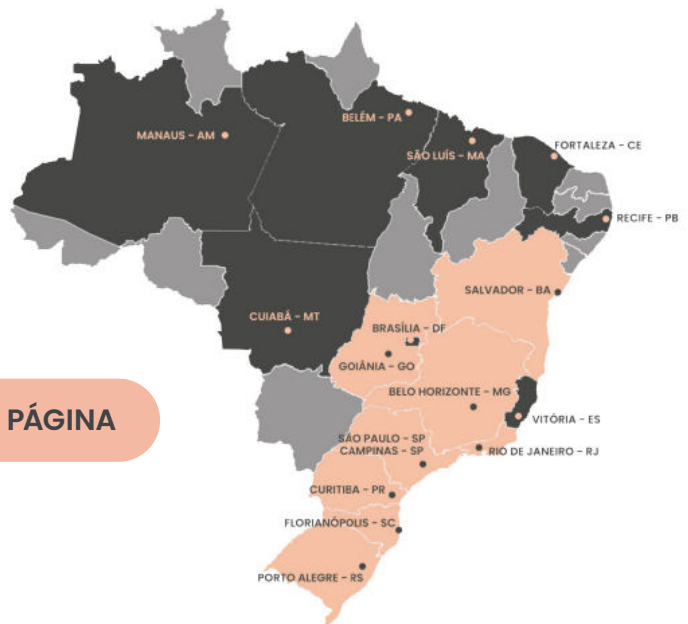 BELÉM - PA
MANAUS - AM
FORTALEZA - CE
SÃO LUÍS - MA
RECIFE - PB
SALVADOR - BA
CUIABÁ - MT
BRASÍLIA - DF
GOIÂNIA - GO
BELO HORIZONTE - MG
PÁGINA
VITÓRIA - ES
SÃO PAULO - SP
CAMPINAS - SP
RIO DE JANEIRO - RJ
CURITIBA - PR
FLORIANÓPOLIS - SC
PORTO ALEGRE - RS